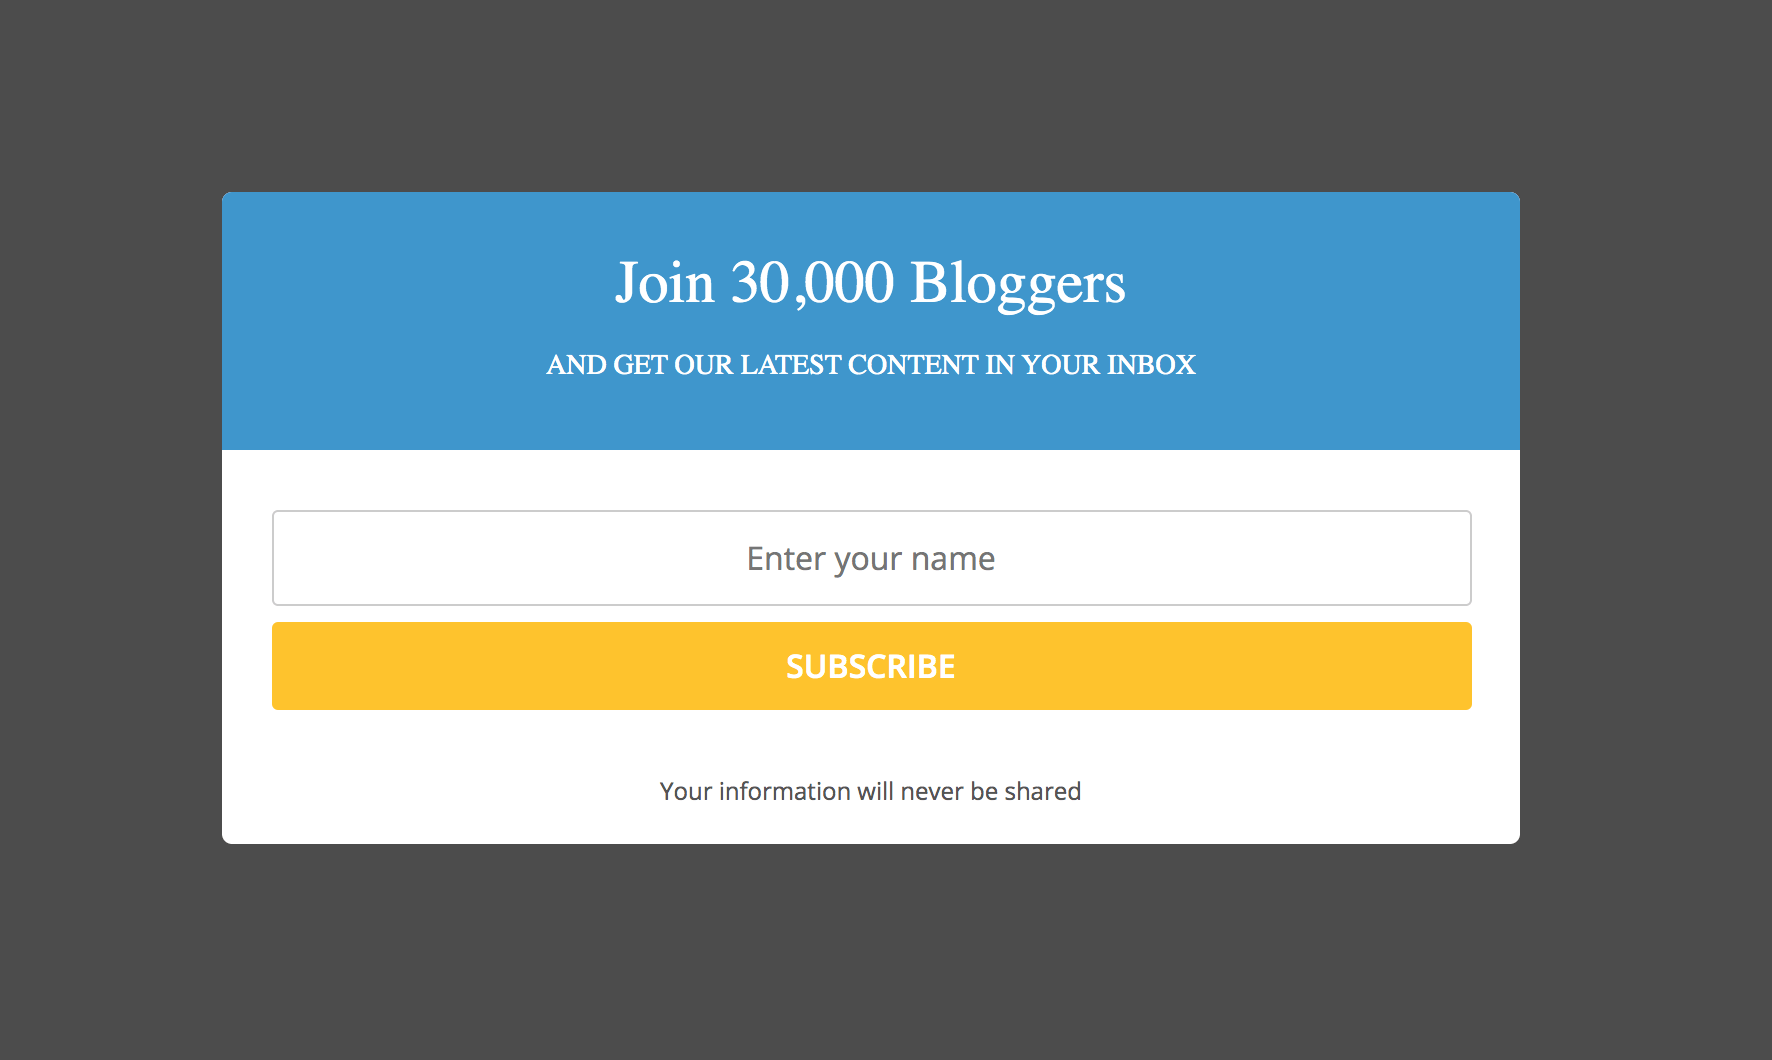 Join 30,000 Bloggers
AND GET OUR LATEST CONTENT IN YOUR INBOX
Enter your name
SUBSCRIBE
Your information will never be shared